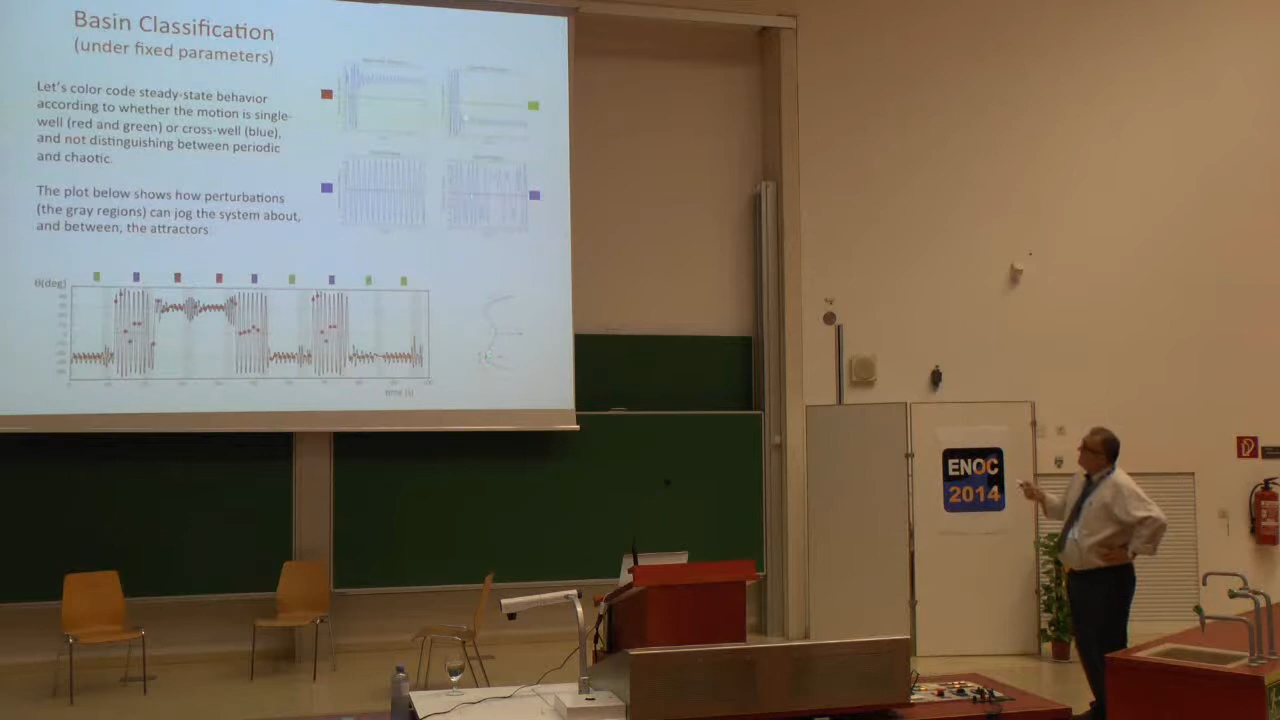 Basin Classification
(under fixed parameters)
Let's color code steady-state behavior
according to whether the motion is single-
well (red and green) or cross-well (blue),
and not distinguishing between periodic
and chaotic.
The plot below shows how perturbations
(the gray regions) can jog the system about,
and between, the attractors
θ(deg)
time (s)
ENOC
2014